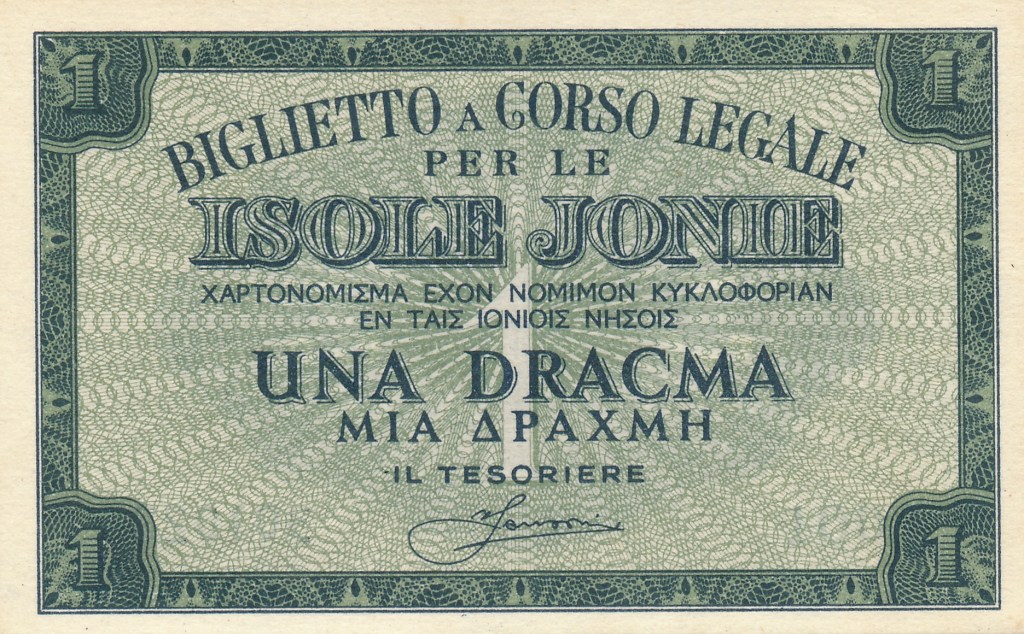 1 1
BIGLIETTO A CORSO LEGALE
PER LE
ISOLE JONIE
ΧΑΡΤΟΝΟΜΙΣΜΑ ΕΧΟΝ ΝΟΜΙΜΟΝ ΚΥΚΛΟΦΟΡΙΑΝ
ΕΝ ΤΑΙΣ ΙΟΝΙΟΙΣ ΝΗΣΟΙΣ
1
UNA DRACMA
ΜΙΑ ΔΡΑΧΜΗ
IL TESORIERE
1 1